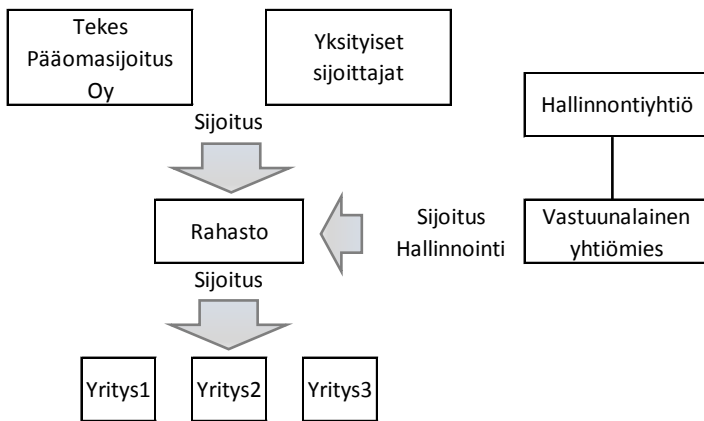 Tekes
Pääomasijoitus
Oy
Yksityiset
sijoittajat
Hallinnontiyhtiö
Sijoitus
Rahasto
Sijoitus
Hallinnointi
Vastuunalainen
yhtiömies
Sijoitus
Yritys1
Yritys2
Yritys3